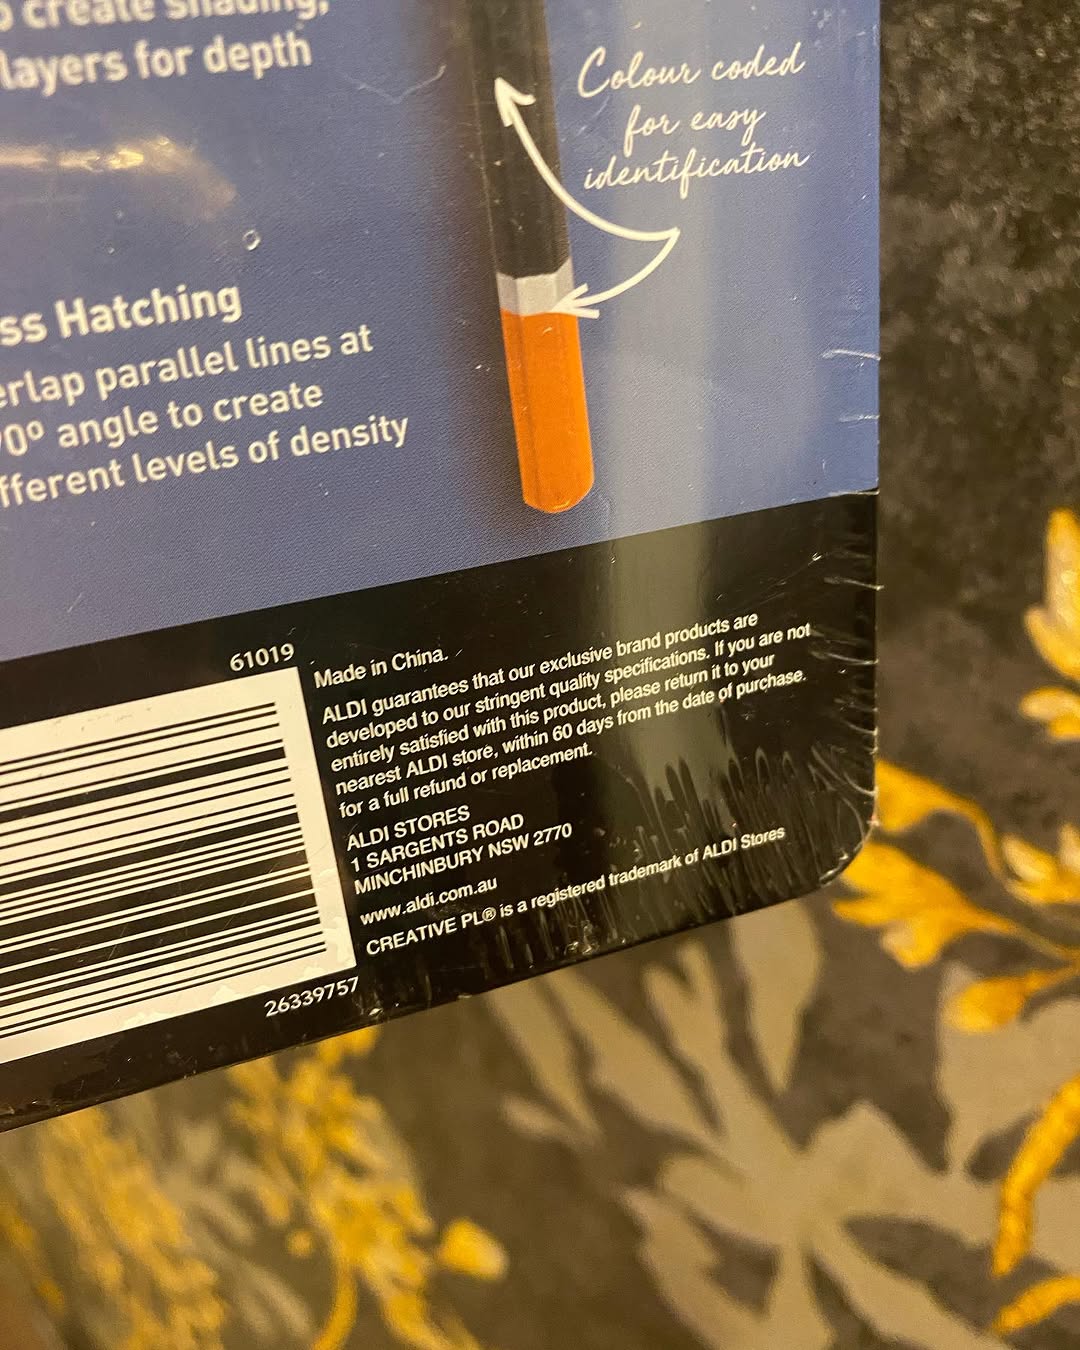 create shading,
layers for depth
Colour coded
for easy
identification
ss Hatching
erlap parallel lines at
0º angle to create
fferent levels of density
61019
Made in China.
ALDI guarantees that our exclusive brand products are
developed to our stringent quality specifications. If you are not
entirely satisfied with this product, please return it to your
nearest ALDI store, within 60 days from the date of purchase.
for a full refund or replacement.
ALDI STORES
1 SARGENTS ROAD
MINCHINBURY NSW 2770
www.aldi.com.au
CREATIVE PL® is a registered trademark of ALDI Stores
26339757